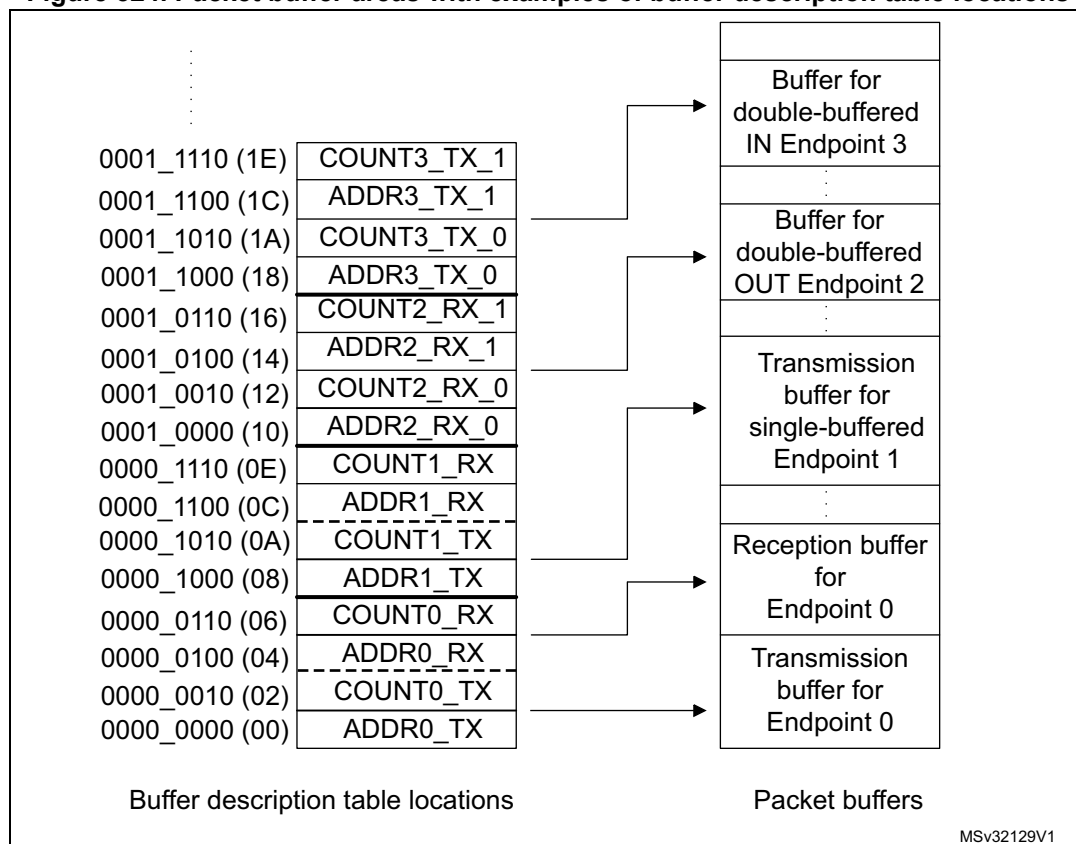 0001_1110 (1E) COUNT3_TX_1
0001_1100 (1C) ADDR3_TX_1
0001_1010 (1A) COUNT3_TX_0
0001_1000 (18) ADDR3_TX_0
0001_0110 (16) COUNT2_RX_1
0001_0100 (14) ADDR2_RX_1
0001_0010 (12) COUNT2_RX_0
0001_0000 (10) ADDR2_RX_0
0000_1110 (0E) COUNT1_RX
0000_1100 (0C) ADDR1_RX
0000_1010 (0A) COUNT1_TX
0000_1000 (08) ADDR1_TX
0000_0110 (06) COUNT0_RX
0000_0100 (04) ADDR0_RX
0000_0010 (02) COUNT0_TX
0000_0000 (00) ADDR0_TX
Buffer description table locations
Buffer for
double-buffered
IN Endpoint 3
Buffer for
double-buffered
OUT Endpoint 2
Transmission
buffer for
single-buffered
Endpoint 1
Reception buffer
for
Endpoint 0
Transmission
buffer for
Endpoint 0
Packet buffers
MSv32129V1